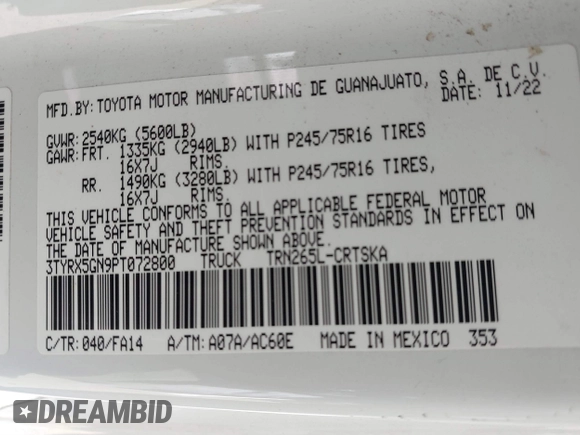 MFD.BY:TOYOTA MOTOR MANUFACTURING DE GUANAJUATO, S.A. DE C.V.
DATE: 11/22
GVWR:2540KG (5600LB)
GAWR:FRT. 1335KG (2940LB) WITH P245/75R16 TIRES
16X7J RIMS.
RR. 1490KG (3280LB) WITH P245/75R16 TIRES,
16X7J RIMS.
THIS VEHICLE CONFORMS TO ALL APPLICABLE FEDERAL MOTOR
VEHICLE SAFETY AND THEFT PREVENTION STANDARDS IN EFFECT ON
THE DATE OF MANUFACTURE SHOWN ABOVE.
3TYRX5GN9PT072800 TRUCK TRN265L-CRTSKA
C/TR:040/FA14 A/TM:A07A/AC60E MADE IN MEXICO 353
DREAMBID